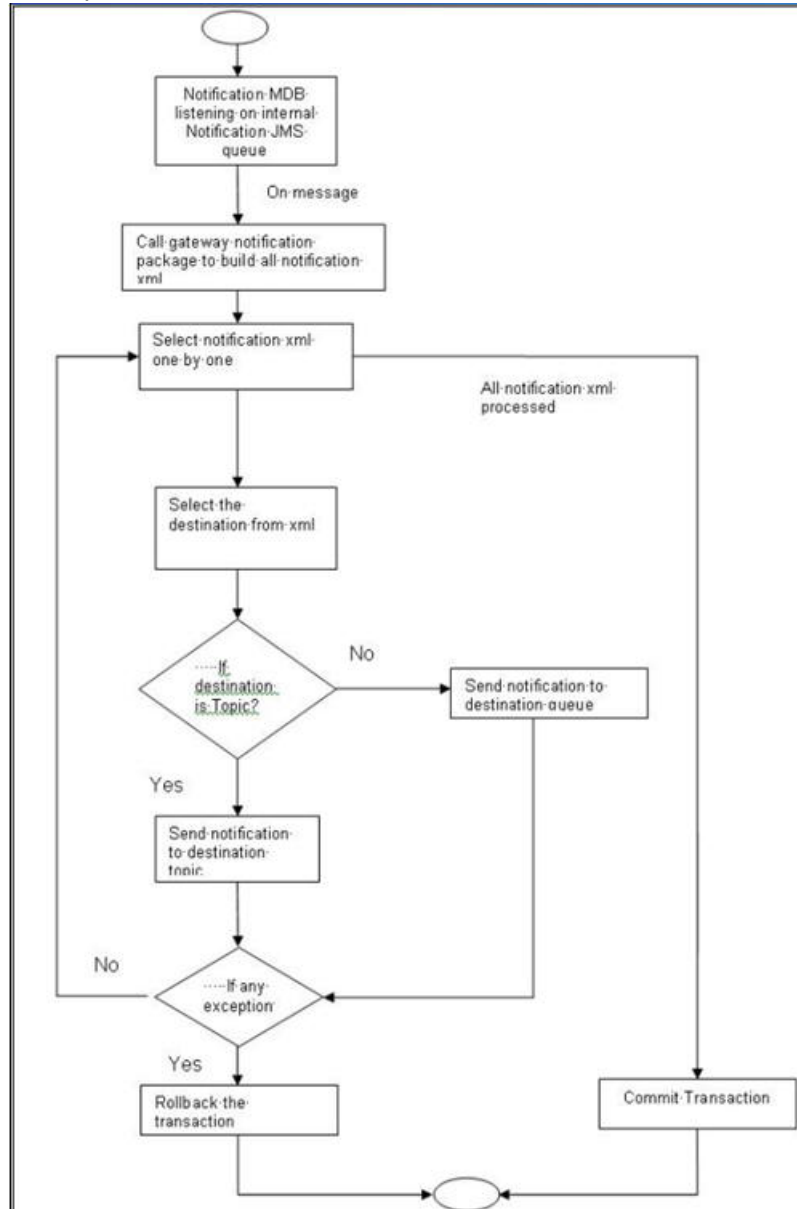 Notification MDB
listening on internal
Notification JMS
queue
On message
Call gateway notification
package to build all notification
xml
Select notification xml
one by one
All notification xml
processed
Select the
destination from xml
If
destination
is Topic?
No
Send notification to
destination queue
Yes
Send notification
to destination
topic
No
If any
exception
Yes
Rollback the
transaction
Commit Transaction